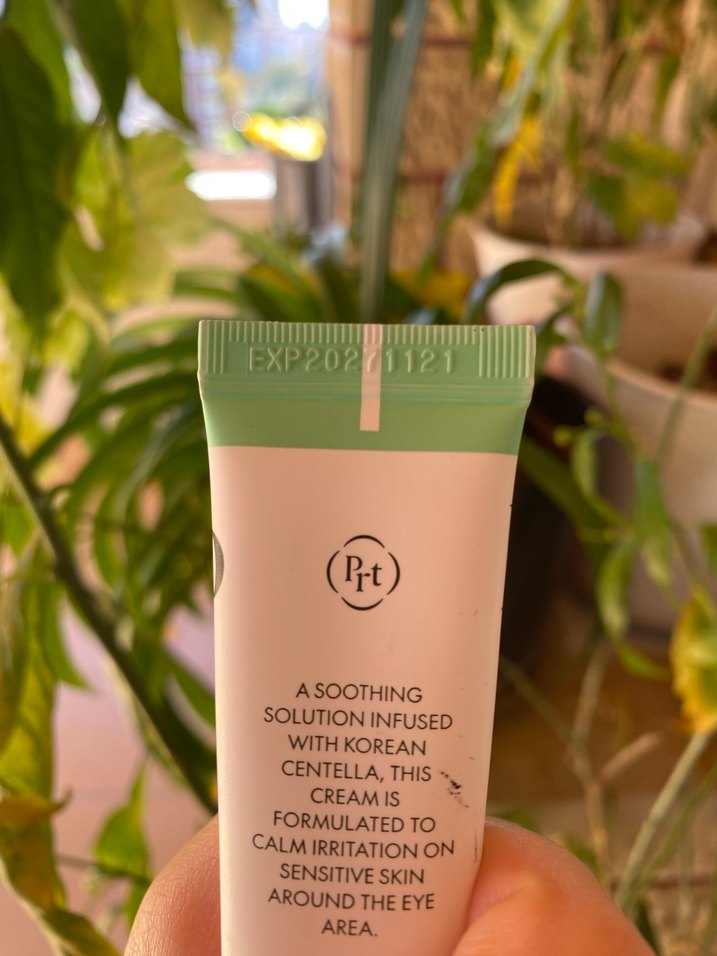 EXP20271121
Prt
A SOOTHING
SOLUTION INFUSED
WITH KOREAN
CENTELLA, THIS
CREAM IS
FORMULATED TO
CALM IRRITATION ON
SENSITIVE SKIN
AROUND THE EYE
AREA.